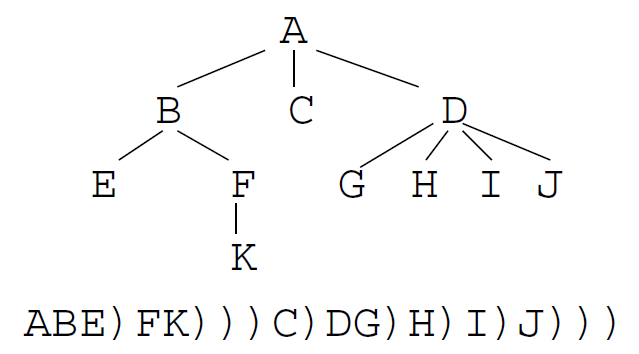 A
B C D
E F G H I J
K
ABE)FK)))C)DG)H)I)J)))